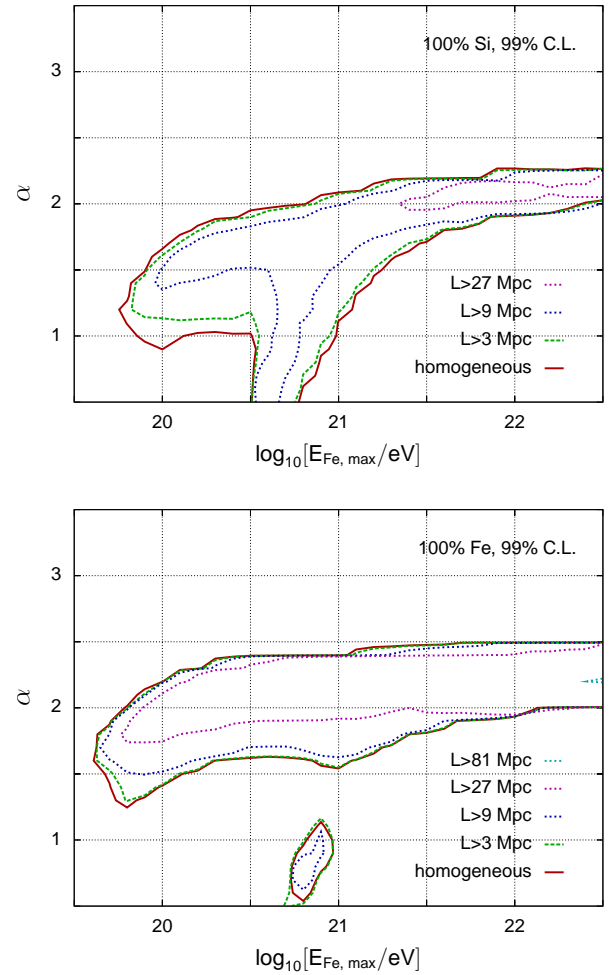 100% Si, 99% C.L.
3
2
1
α
L>27 Mpc
L>9 Mpc
L>3 Mpc
homogeneous
20 21 22
log10[EFe, max/eV]
100% Fe, 99% C.L.
3
2
1
α
L>81 Mpc
L>27 Mpc
L>9 Mpc
L>3 Mpc
homogeneous
20 21 22
log10[EFe, max/eV]